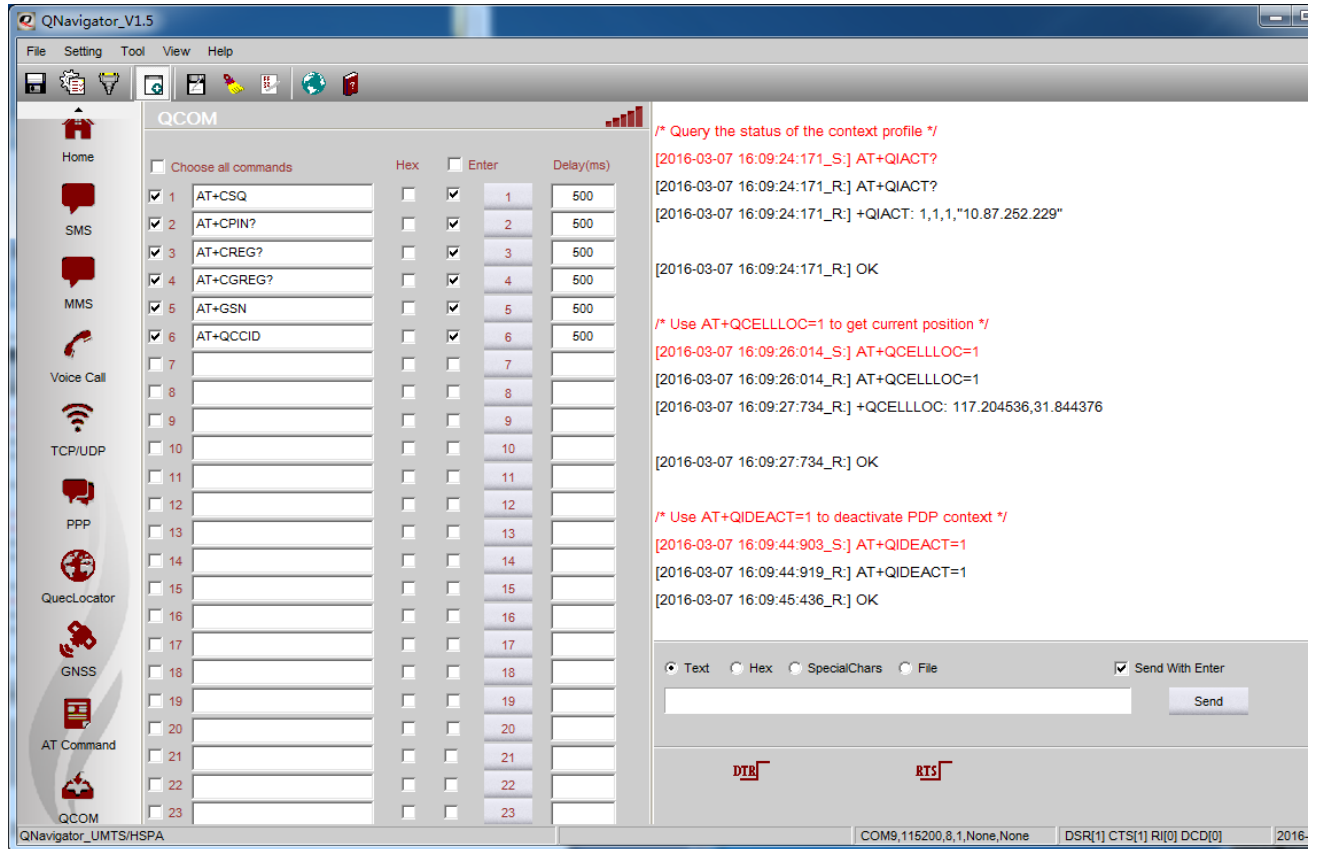 QNavigator_V1.5
File Setting Tool View Help
Home
SMS
MMS
Voice Call
TCP/UDP
PPP
QuecLocator
GNSS
AT Command
QCOM
QCOM
Choose all commands Hex Enter Delay(ms)
1 AT+CSQ 1 500
2 AT+CPIN? 2 500
3 AT+CREG? 3 500
4 AT+CGREG? 4 500
5 AT+GSN 5 500
6 AT+QCCID 6 500
7 7
8 8
9 9
10 10
11 11
12 12
13 13
14 14
15 15
16 16
17 17
18 18
19 19
20 20
21 21
22 22
23 23
/* Query the status of the context profile */
[2016-03-07 16:09:24:171_S:] AT+QIACT?
[2016-03-07 16:09:24:171_R:] AT+QIACT?
[2016-03-07 16:09:24:171_R:] +QIACT: 1,1,1,"10.87.252.229"
[2016-03-07 16:09:24:171_R:] OK
/* Use AT+QCELLLOC=1 to get current position */
[2016-03-07 16:09:26:014_S:] AT+QCELLLOC=1
[2016-03-07 16:09:26:014_R:] AT+QCELLLOC=1
[2016-03-07 16:09:27:734_R:] +QCELLLOC: 117.204536,31.844376
[2016-03-07 16:09:27:734_R:] OK
/* Use AT+QIDEACT=1 to deactivate PDP context */
[2016-03-07 16:09:44:903_S:] AT+QIDEACT=1
[2016-03-07 16:09:44:919_R:] AT+QIDEACT=1
[2016-03-07 16:09:45:436_R:] OK
Text Hex SpecialChars File Send With Enter
Send
DTR RTS
QNavigator_UMTS/HSPA COM9,115200,8,1,None,None DSR[1] CTS[1] RI[0] DCD[0] 2016-